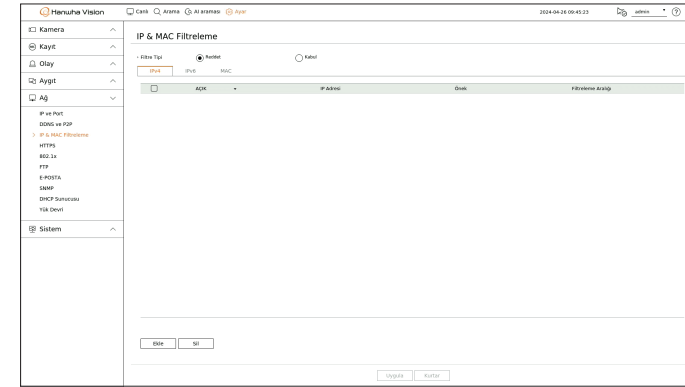 Hanwha Vision
Canlı Arama AI araması Ayar
2024-04-26 09:45:23
admin
Kamera
Kayıt
Olay
Aygıt
Ağ
IP ve Port
DDNS ve P2P
IP & MAC Filtreleme
HTTPS
802.1x
FTP
E-POSTA
SNMP
DHCP Sunucusu
Yük Devri
Sistem
IP & MAC Filtreleme
Filtre Tipi Reddet Kabul
IPv4 IPv6 MAC
AÇIK IP Adresi Önek Filtreleme Aralığı
Ekle Sil
Uygula Kurtar